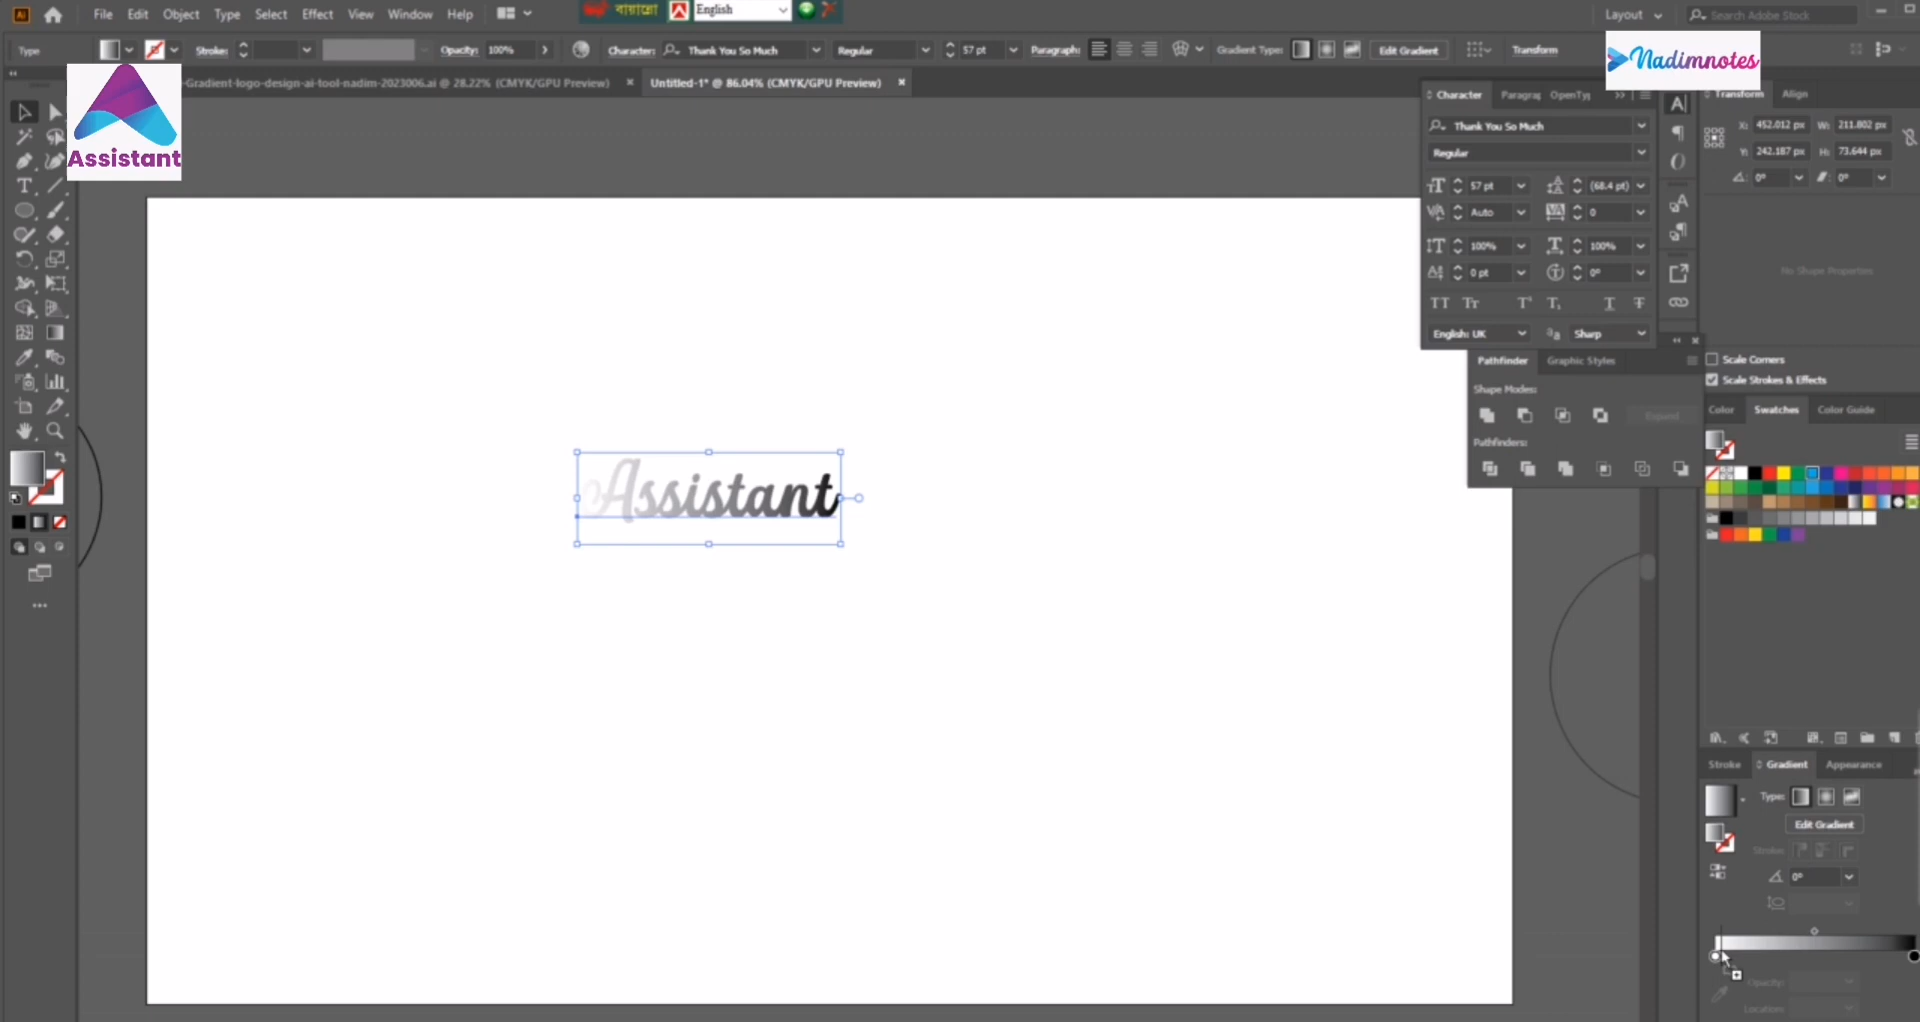 Ai File Edit Object Type Select Effect View Window Help বায়ান্নো English Layout Search Adobe Stock
Type Stroke: Opacity: 100% Character: Thank You So Much Regular 57 pt Paragraph: Gradient Type: Edit Gradient Transform
Nadimnotes
-Gradient-logo-design-ai-tool-nadim-2023006.ai @ 28.22% (CMYK/GPU Preview) Untitled-1* @ 86.04% (CMYK/GPU Preview)
Assistant
Character Paragrap OpenTyp
Thank You So Much
Regular
57 pt (68.4 pt)
Auto 0
100% 100%
0 pt 0°
English: UK Sharp
Transform Align
X: 452.012 px W: 211.802 px
Y: 242.187 px H: 73.644 px
0° 0°
No Shape Properties
Pathfinder Graphic Styles
Shape Modes:
Expand
Pathfinders:
Scale Corners
Scale Strokes & Effects
Color Swatches Color Guide
Assistant
Stroke Gradient Appearance
Type:
Edit Gradient
Stroke:
0°
Opacity:
Location: